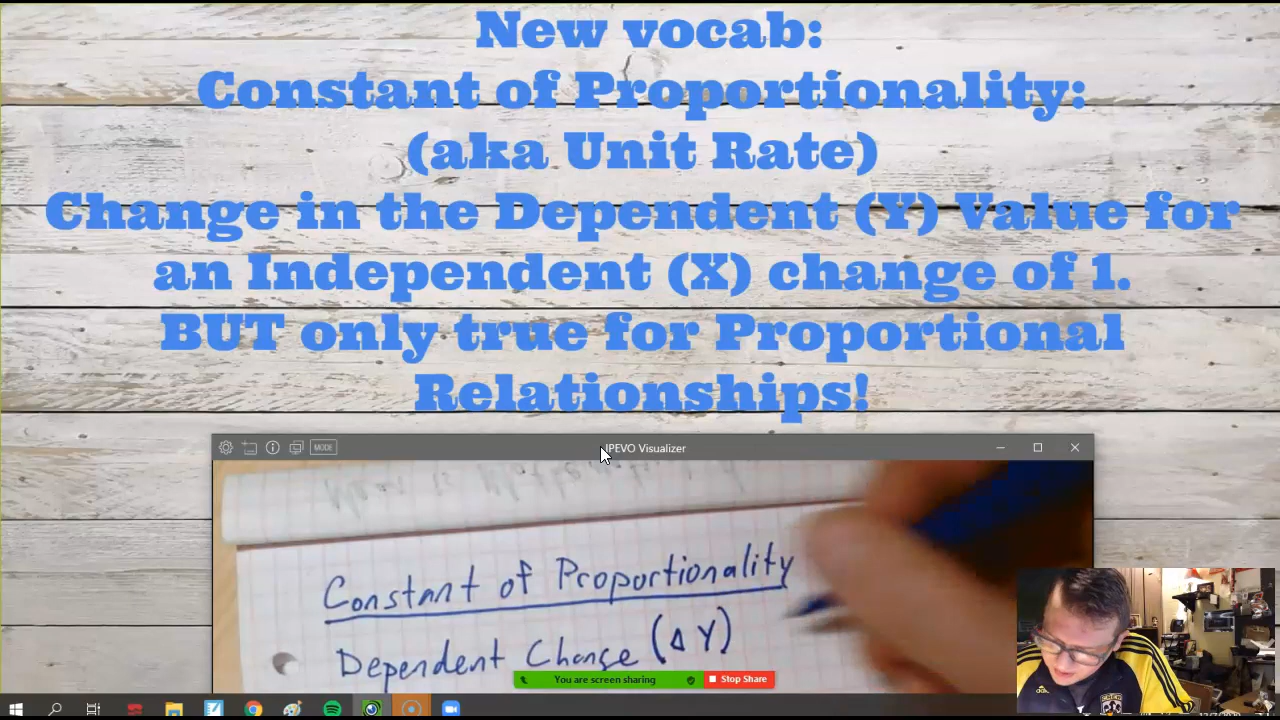 New vocab:
Constant of Proportionality:
(aka Unit Rate)
Change in the Dependent (Y) Value for
an Independent (X) change of 1.
BUT only true for Proportional
Relationships!
MODE
IPEVO Visualizer
Constant of Proportionality
Dependent Change (Δ Y)
You are screen sharing
Stop Share